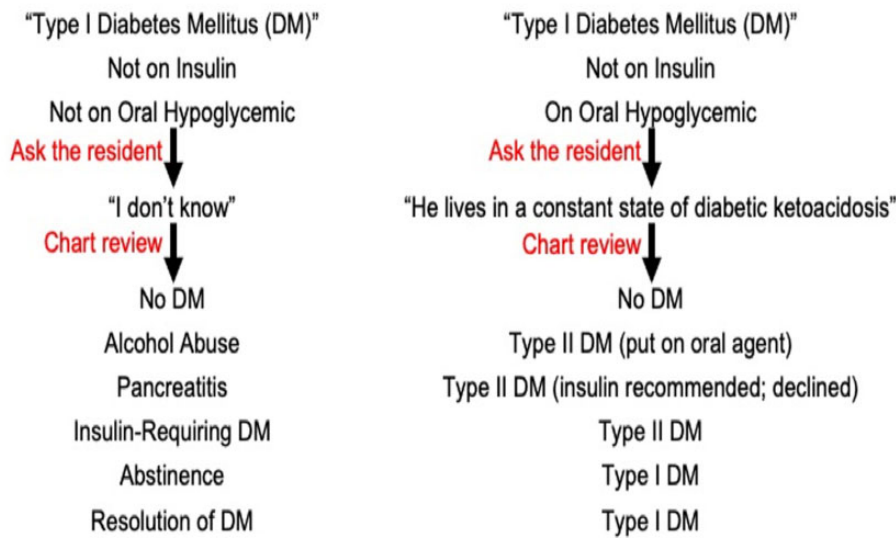 “Type I Diabetes Mellitus (DM)”
Not on Insulin
Not on Oral Hypoglycemic
Ask the resident
“I don’t know”
Chart review
No DM
Alcohol Abuse
Pancreatitis
Insulin-Requiring DM
Abstinence
Resolution of DM
“Type I Diabetes Mellitus (DM)”
Not on Insulin
On Oral Hypoglycemic
Ask the resident
“He lives in a constant state of diabetic ketoacidosis”
Chart review
No DM
Type II DM (put on oral agent)
Type II DM (insulin recommended; declined)
Type II DM
Type I DM
Type I DM